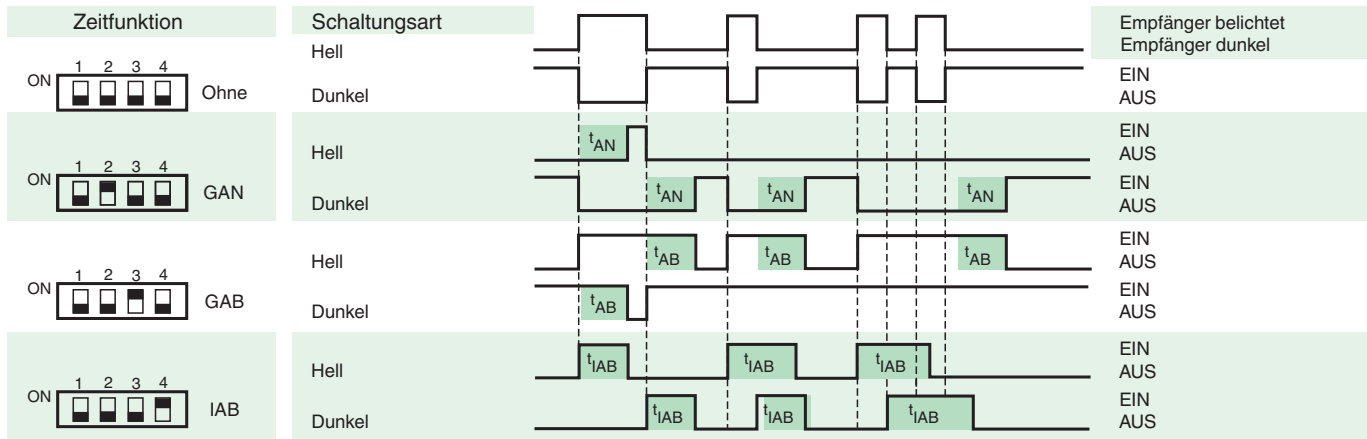 Zeitfunktion Schaltungsart Empfänger belichtet
Hell Empfänger dunkel
1 2 3 4
ON Ohne Dunkel EIN
AUS
tAN EIN
Hell AUS
1 2 3 4
ON GAN Dunkel tAN tAN tAN EIN
AUS
Hell tAB tAB tAB EIN
AUS
1 2 3 4
ON GAB Dunkel tAB EIN
AUS
Hell tIAB tIAB tIAB EIN
AUS
1 2 3 4
ON IAB Dunkel tIAB tIAB tIAB EIN
AUS